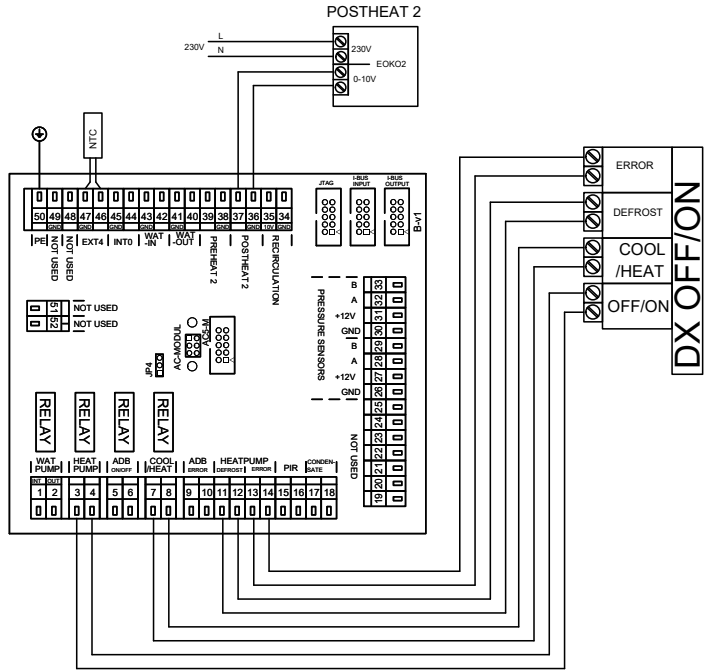 POSTHEAT 2
L
230V
N
230V
EOKO2
0-10V
NTC
JTAG
I-BUS INPUT
I-BUS OUTPUT
B-v1
50 49 48 47 46 45 44 43 42 41 40 39 38 37 36 35 34
GND GND GND GND GND GND GND 10V GND
PE
NOT USED
NOT USED
EXT4
INT0
WAT -IN
WAT -OUT
PREHEAT 2
POSTHEAT 2
RECIRCULATION
51 NOT USED
52 NOT USED
JP4
AC-MODUL
AC5-M
PRESSURE SENSORS
B 33
A 32
+12V 31
GND 30
B 29
A 28
+12V 27
GND 26
25
24
23
22
21
20
19
NOT USED
RELAY RELAY RELAY RELAY
WAT PUMP
HEAT PUMP
ADB ON/OFF
COOL /HEAT
ADB ERROR
HEATPUMP
DEFROST ERROR
PIR
CONDEN-SATE
INT OUT
1 2 3 4 5 6 7 8 9 10 11 12 13 14 15 16 17 18
ERROR
DEFROST
COOL
/HEAT
OFF/ON
DX OFF/ON